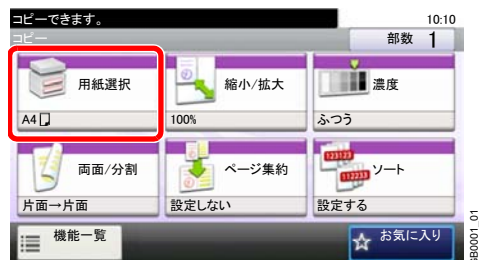 コピーできます。
10:10
コピー
部数 1
用紙選択
A4
縮小/拡大
100%
濃度
ふつう
両面/分割
片面→片面
ページ集約
設定しない
123123
112233
ソート
設定する
機能一覧
お気に入り
GB0001_01